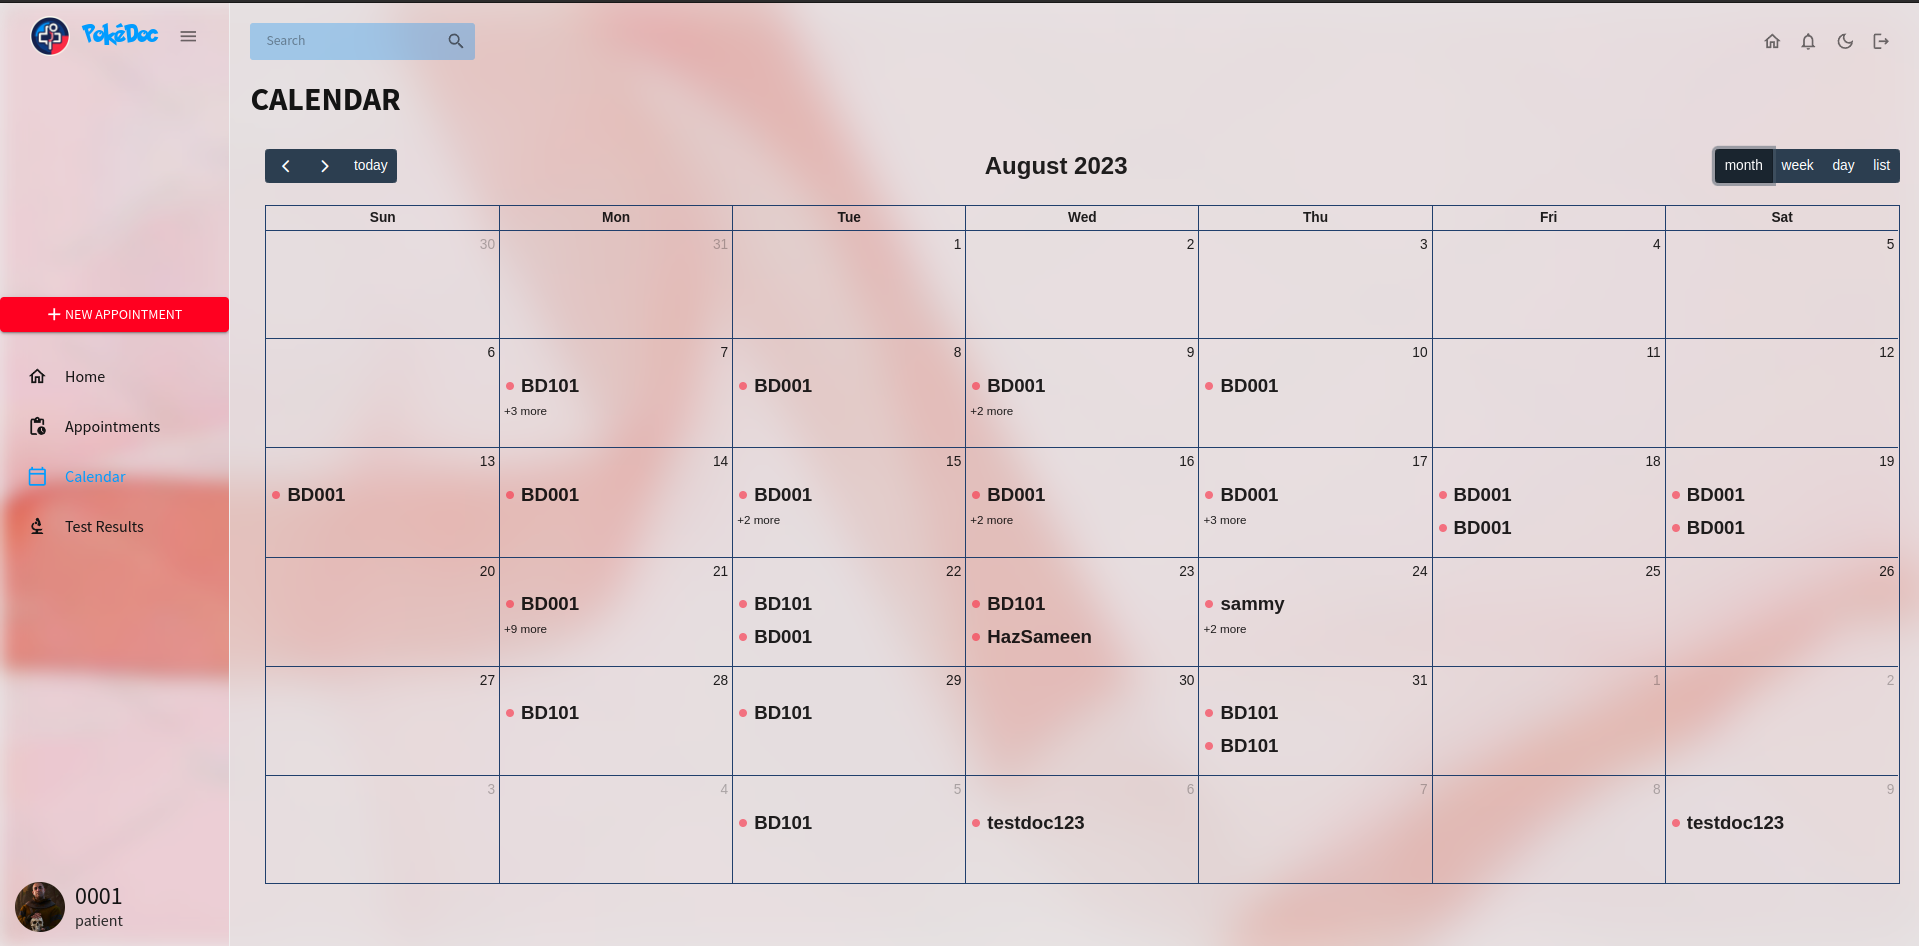 PokéDoc
Search
CALENDAR
today
August 2023
month week day list
Sun Mon Tue Wed Thu Fri Sat
30 31 1 2 3 4 5
NEW APPOINTMENT
6 7 8 9 10 11 12
BD101 BD001 BD001 BD001
+3 more +2 more
Home
Appointments
Calendar
Test Results
13 14 15 16 17 18 19
BD001 BD001 BD001 BD001 BD001 BD001 BD001
+2 more +2 more +3 more BD001 BD001
20 21 22 23 24 25 26
BD001 BD101 BD101 sammy
+9 more BD001 HazSameen +2 more
27 28 29 30 31 1 2
BD101 BD101 BD101
BD101
3 4 5 6 7 8 9
BD101 testdoc123 testdoc123
0001
patient